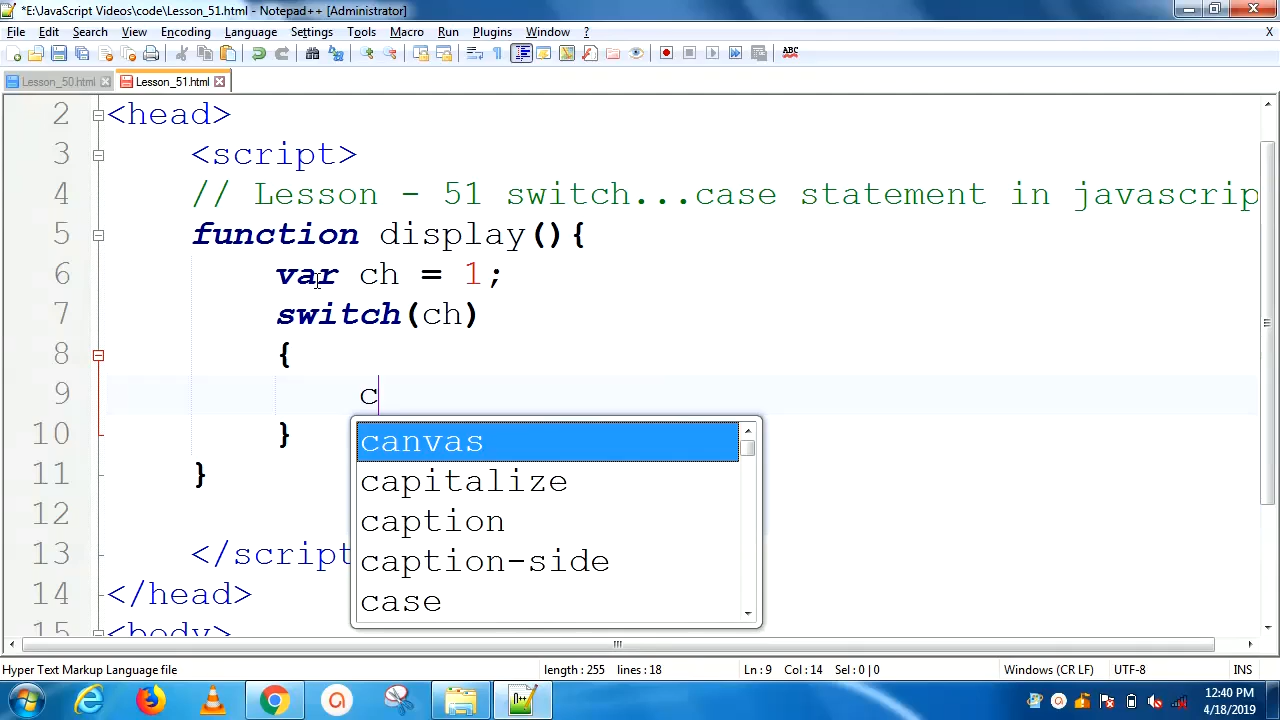 *E:\JavaScript Videos\code\Lesson_51.html - Notepad++ [Administrator]
File Edit Search View Encoding Language Settings Tools Macro Run Plugins Window ? X
ABC
Lesson_50.html Lesson_51.html
2 <head>
3 <script>
4 // Lesson - 51 switch...case statement in javascrip
5 function display(){
6 var ch = 1;
7 switch(ch)
8 {
9 c
canvas
10 }
capitalize
11 }
caption
12
caption-side
13 </script
case
14 </head>
15 <body>
Hyper Text Markup Language file length : 255 lines : 18 Ln : 9 Col : 14 Sel : 0 | 0 Windows (CR LF) UTF-8 INS
12:40 PM
4/18/2019